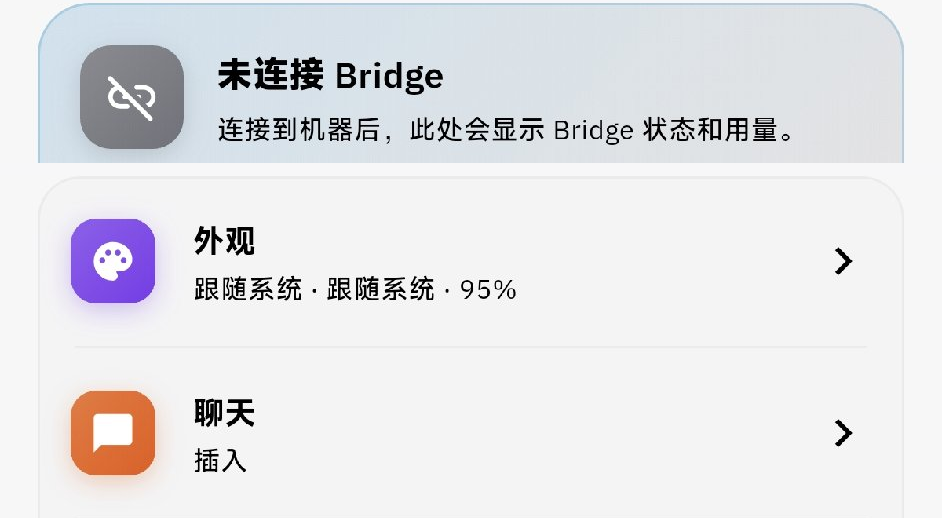 未连接 Bridge
连接到机器后，此处会显示 Bridge 状态和用量。
外观
跟随系统 · 跟随系统 · 95%
聊天
插入